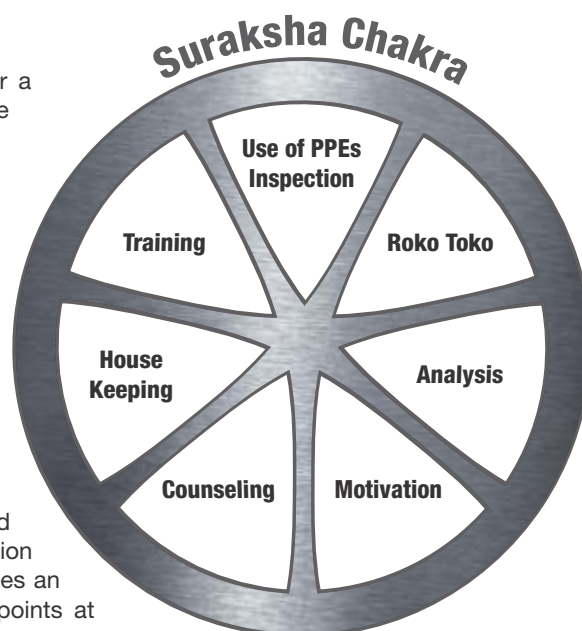 Suraksha Chakra
r a
e
Use of PPEs
Inspection
Roko Toko
Analysis
Motivation
Counseling
House
Keeping
Training
d
ion
es an
points at